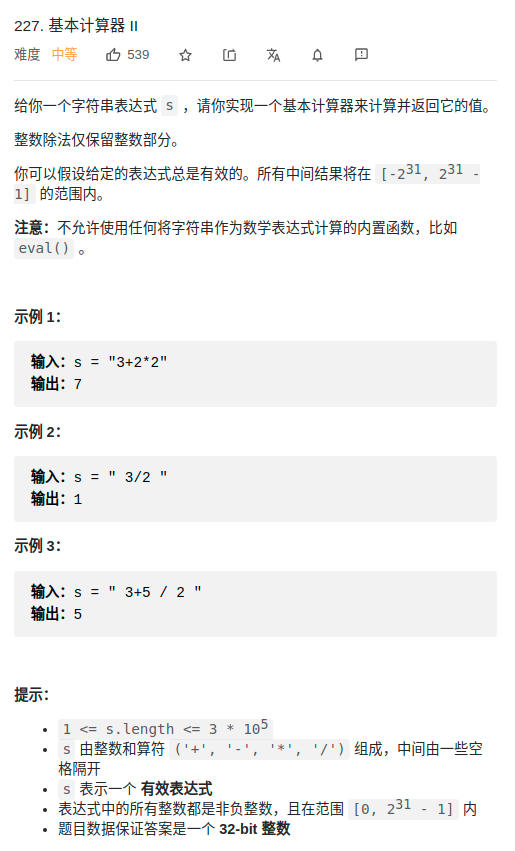 227. 基本计算器 II
难度 中等 539
给你一个字符串表达式 s ，请你实现一个基本计算器来计算并返回它的值。
整数除法仅保留整数部分。
你可以假设给定的表达式总是有效的。所有中间结果将在 [-2^31, 2^31 -
1] 的范围内。
注意：不允许使用任何将字符串作为数学表达式计算的内置函数，比如
eval() 。
示例 1：
输入：s = "3+2*2"
输出：7
示例 2：
输入：s = " 3/2 "
输出：1
示例 3：
输入：s = " 3+5 / 2 "
输出：5
提示：
• 1 <= s.length <= 3 * 10^5
• s 由整数和算符 ('+', '-', '*', '/') 组成，中间由一些空
格隔开
• s 表示一个 有效表达式
• 表达式中的所有整数都是非负整数，且在范围 [0, 2^31 - 1] 内
• 题目数据保证答案是一个 32-bit 整数